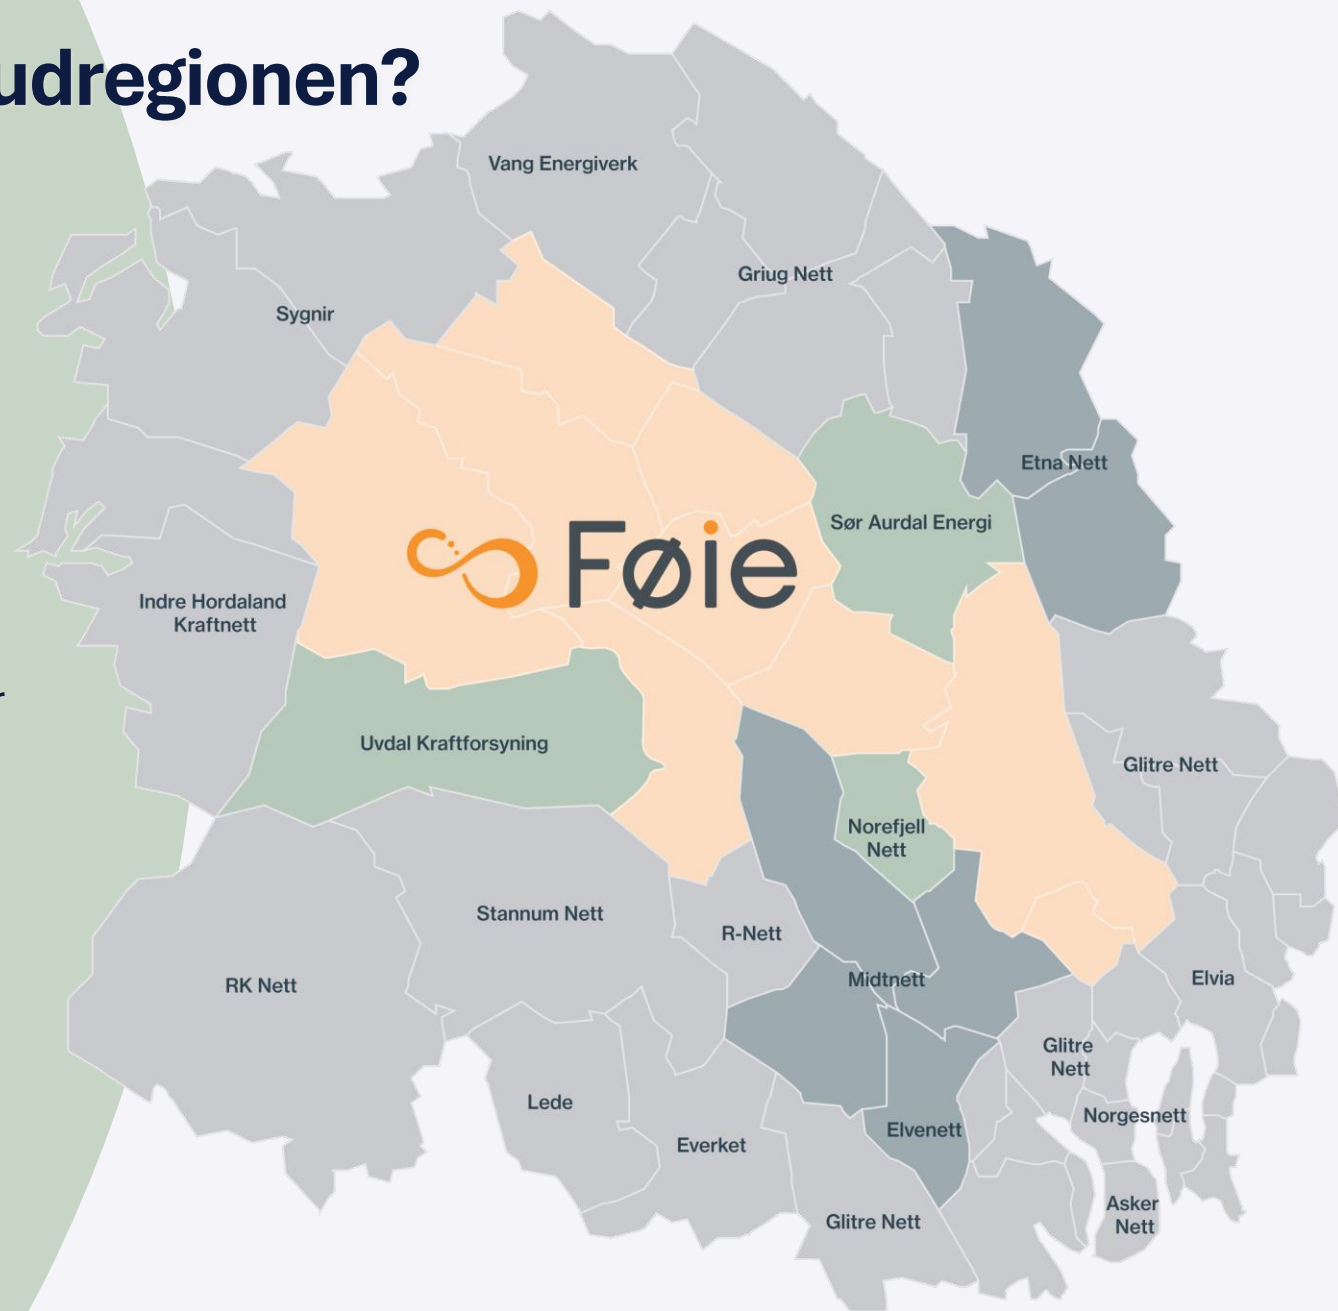 udregionen?
Vang Energiverk
Griug Nett
Sygnir
Etna Nett
Sør Aurdal Energi
Føie
Indre Hordaland
Kraftnett
r
Uvdal Kraftforsyning
Glitre Nett
Norefjell
Nett
Stannum Nett
R-Nett
Midtnett
Elvia
RK Nett
Glitre
Nett
Lede
Norgesnett
Elvenett
Everket
Asker
Nett
Glitre Nett